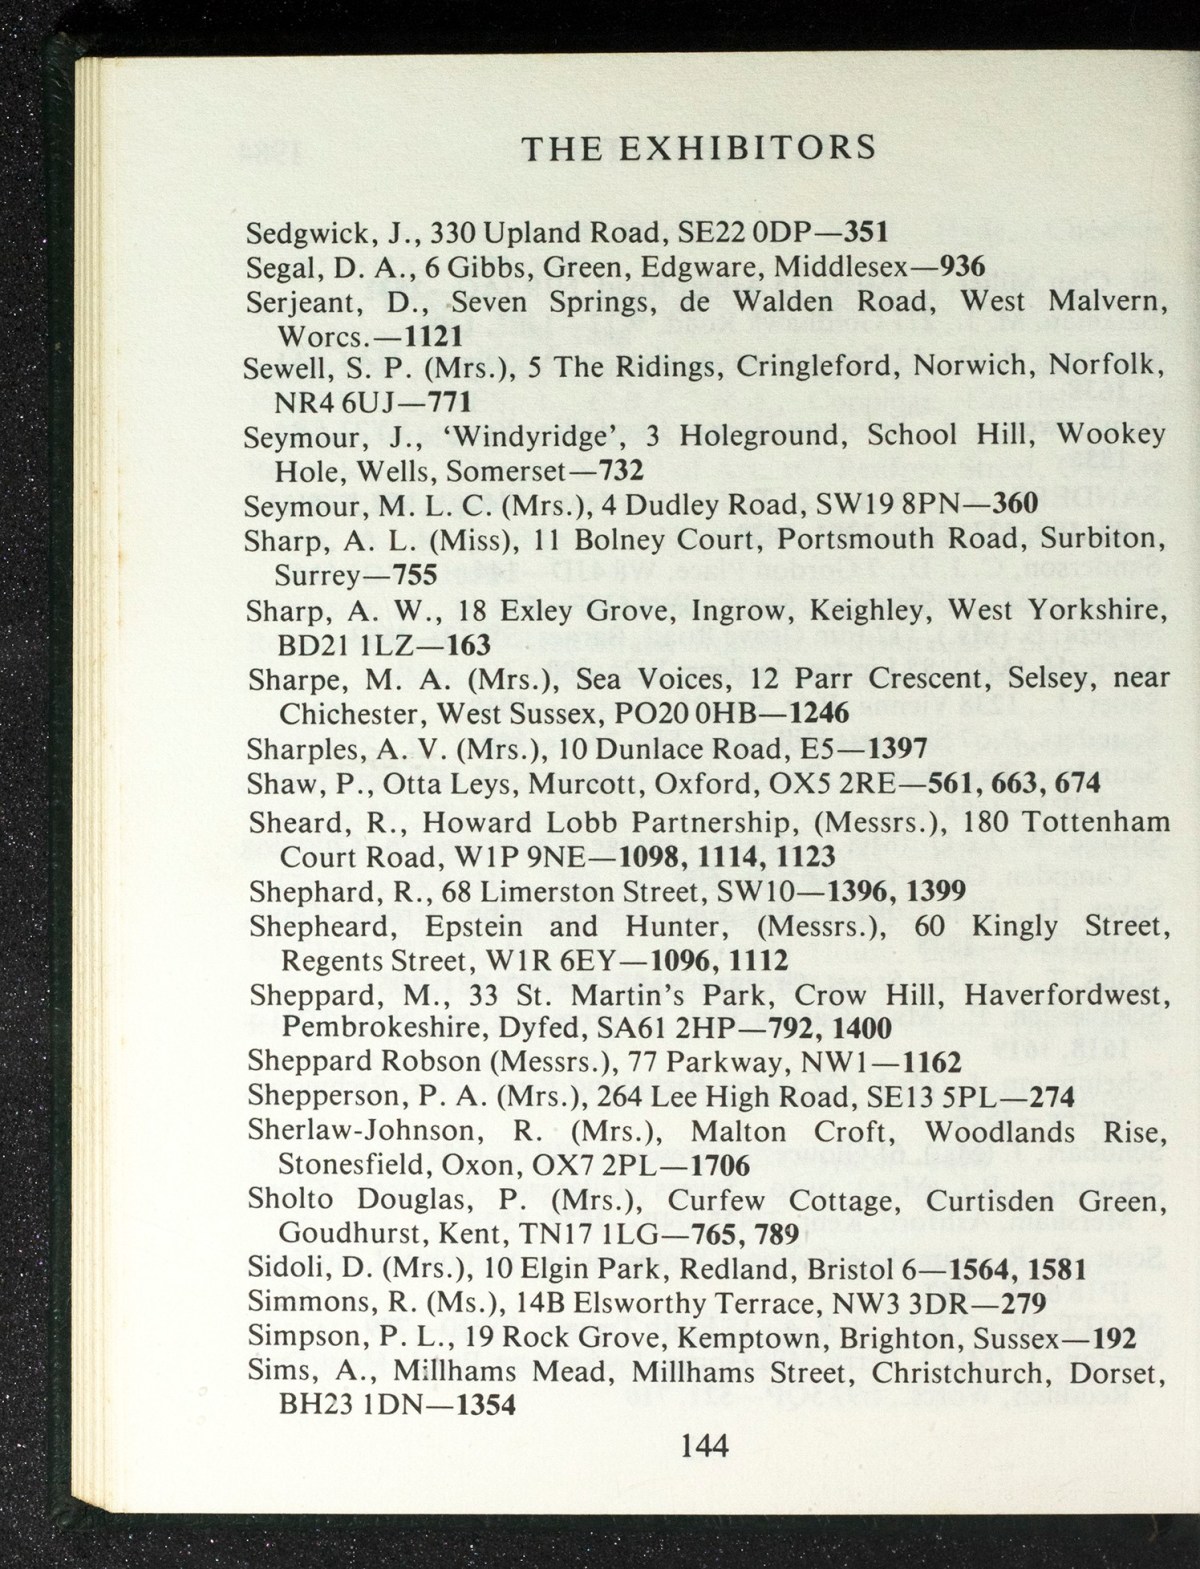 THE EXHIBITORS
Sedgwick, J., 330 Upland Road, SE22 0DP—351
Segal, D. A., 6 Gibbs, Green, Edgware, Middlesex—936
Serjeant, D., Seven Springs, de Walden Road, West Malvern,
Worcs.—1121
Sewell, S. P. (Mrs.), 5 The Ridings, Cringleford, Norwich, Norfolk,
NR4 6UJ—771
Seymour, J., ‘Windyridge’, 3 Holeground, School Hill, Wookey
Hole, Wells, Somerset—732
Seymour, M. L. C. (Mrs.), 4 Dudley Road, SW19 8PN—360
Sharp, A. L. (Miss), 11 Bolney Court, Portsmouth Road, Surbiton,
Surrey—755
Sharp, A. W., 18 Exley Grove, Ingrow, Keighley, West Yorkshire,
BD21 1LZ—163
Sharpe, M. A. (Mrs.), Sea Voices, 12 Parr Crescent, Selsey, near
Chichester, West Sussex, PO20 0HB—1246
Sharples, A. V. (Mrs.), 10 Dunlace Road, E5—1397
Shaw, P., Otta Leys, Murcott, Oxford, OX5 2RE—561, 663, 674
Sheard, R., Howard Lobb Partnership, (Messrs.), 180 Tottenham
Court Road, W1P 9NE—1098, 1114, 1123
Shephard, R., 68 Limerston Street, SW10—1396, 1399
Shepheard, Epstein and Hunter, (Messrs.), 60 Kingly Street,
Regents Street, W1R 6EY—1096, 1112
Sheppard, M., 33 St. Martin’s Park, Crow Hill, Haverfordwest,
Pembrokeshire, Dyfed, SA61 2HP—792, 1400
Sheppard Robson (Messrs.), 77 Parkway, NW1—1162
Shepperson, P. A. (Mrs.), 264 Lee High Road, SE13 5PL—274
Sherlaw-Johnson, R. (Mrs.), Malton Croft, Woodlands Rise,
Stonesfield, Oxon, OX7 2PL—1706
Sholto Douglas, P. (Mrs.), Curfew Cottage, Curtisden Green,
Goudhurst, Kent, TN17 1LG—765, 789
Sidoli, D. (Mrs.), 10 Elgin Park, Redland, Bristol 6—1564, 1581
Simmons, R. (Ms.), 14B Elsworthy Terrace, NW3 3DR—279
Simpson, P. L., 19 Rock Grove, Kemptown, Brighton, Sussex—192
Sims, A., Millhams Mead, Millhams Street, Christchurch, Dorset,
BH23 1DN—1354
144